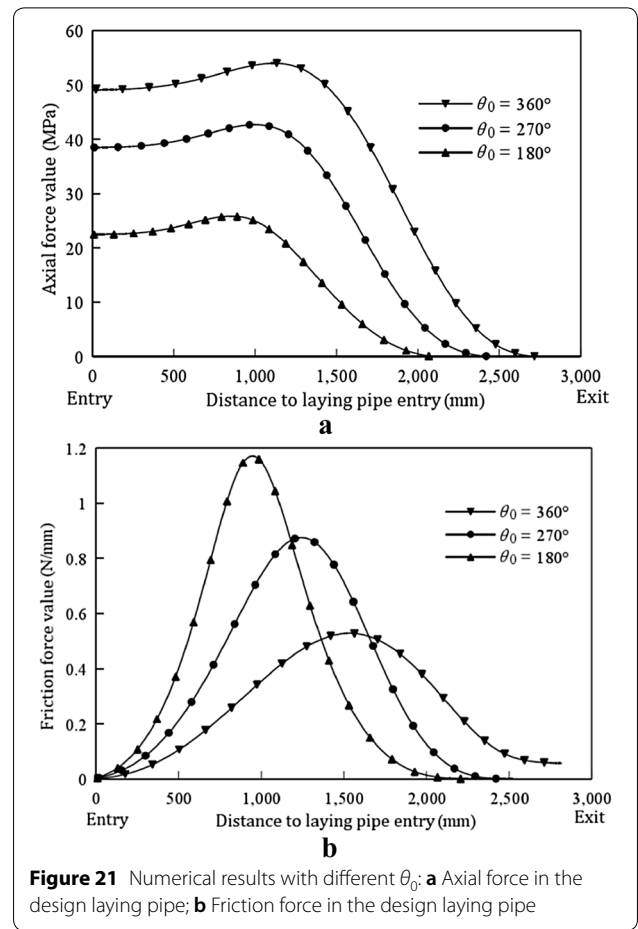 60
50
40
30
20
10
0
Axial force value (MPa)
θ0 = 360°
θ0 = 270°
θ0 = 180°
0 500 1,000 1,500 2,000 2,500 3,000
Entry Distance to laying pipe entry (mm) Exit
a
1.2
1
0.8
0.6
0.4
0.2
0
Friction force value (N/mm)
θ0 = 360°
θ0 = 270°
θ0 = 180°
0 500 1,000 1,500 2,000 2,500 3,000
Entry Distance to laying pipe entry (mm) Exit
b
Figure 21 Numerical results with different θ0: a Axial force in the
design laying pipe; b Friction force in the design laying pipe